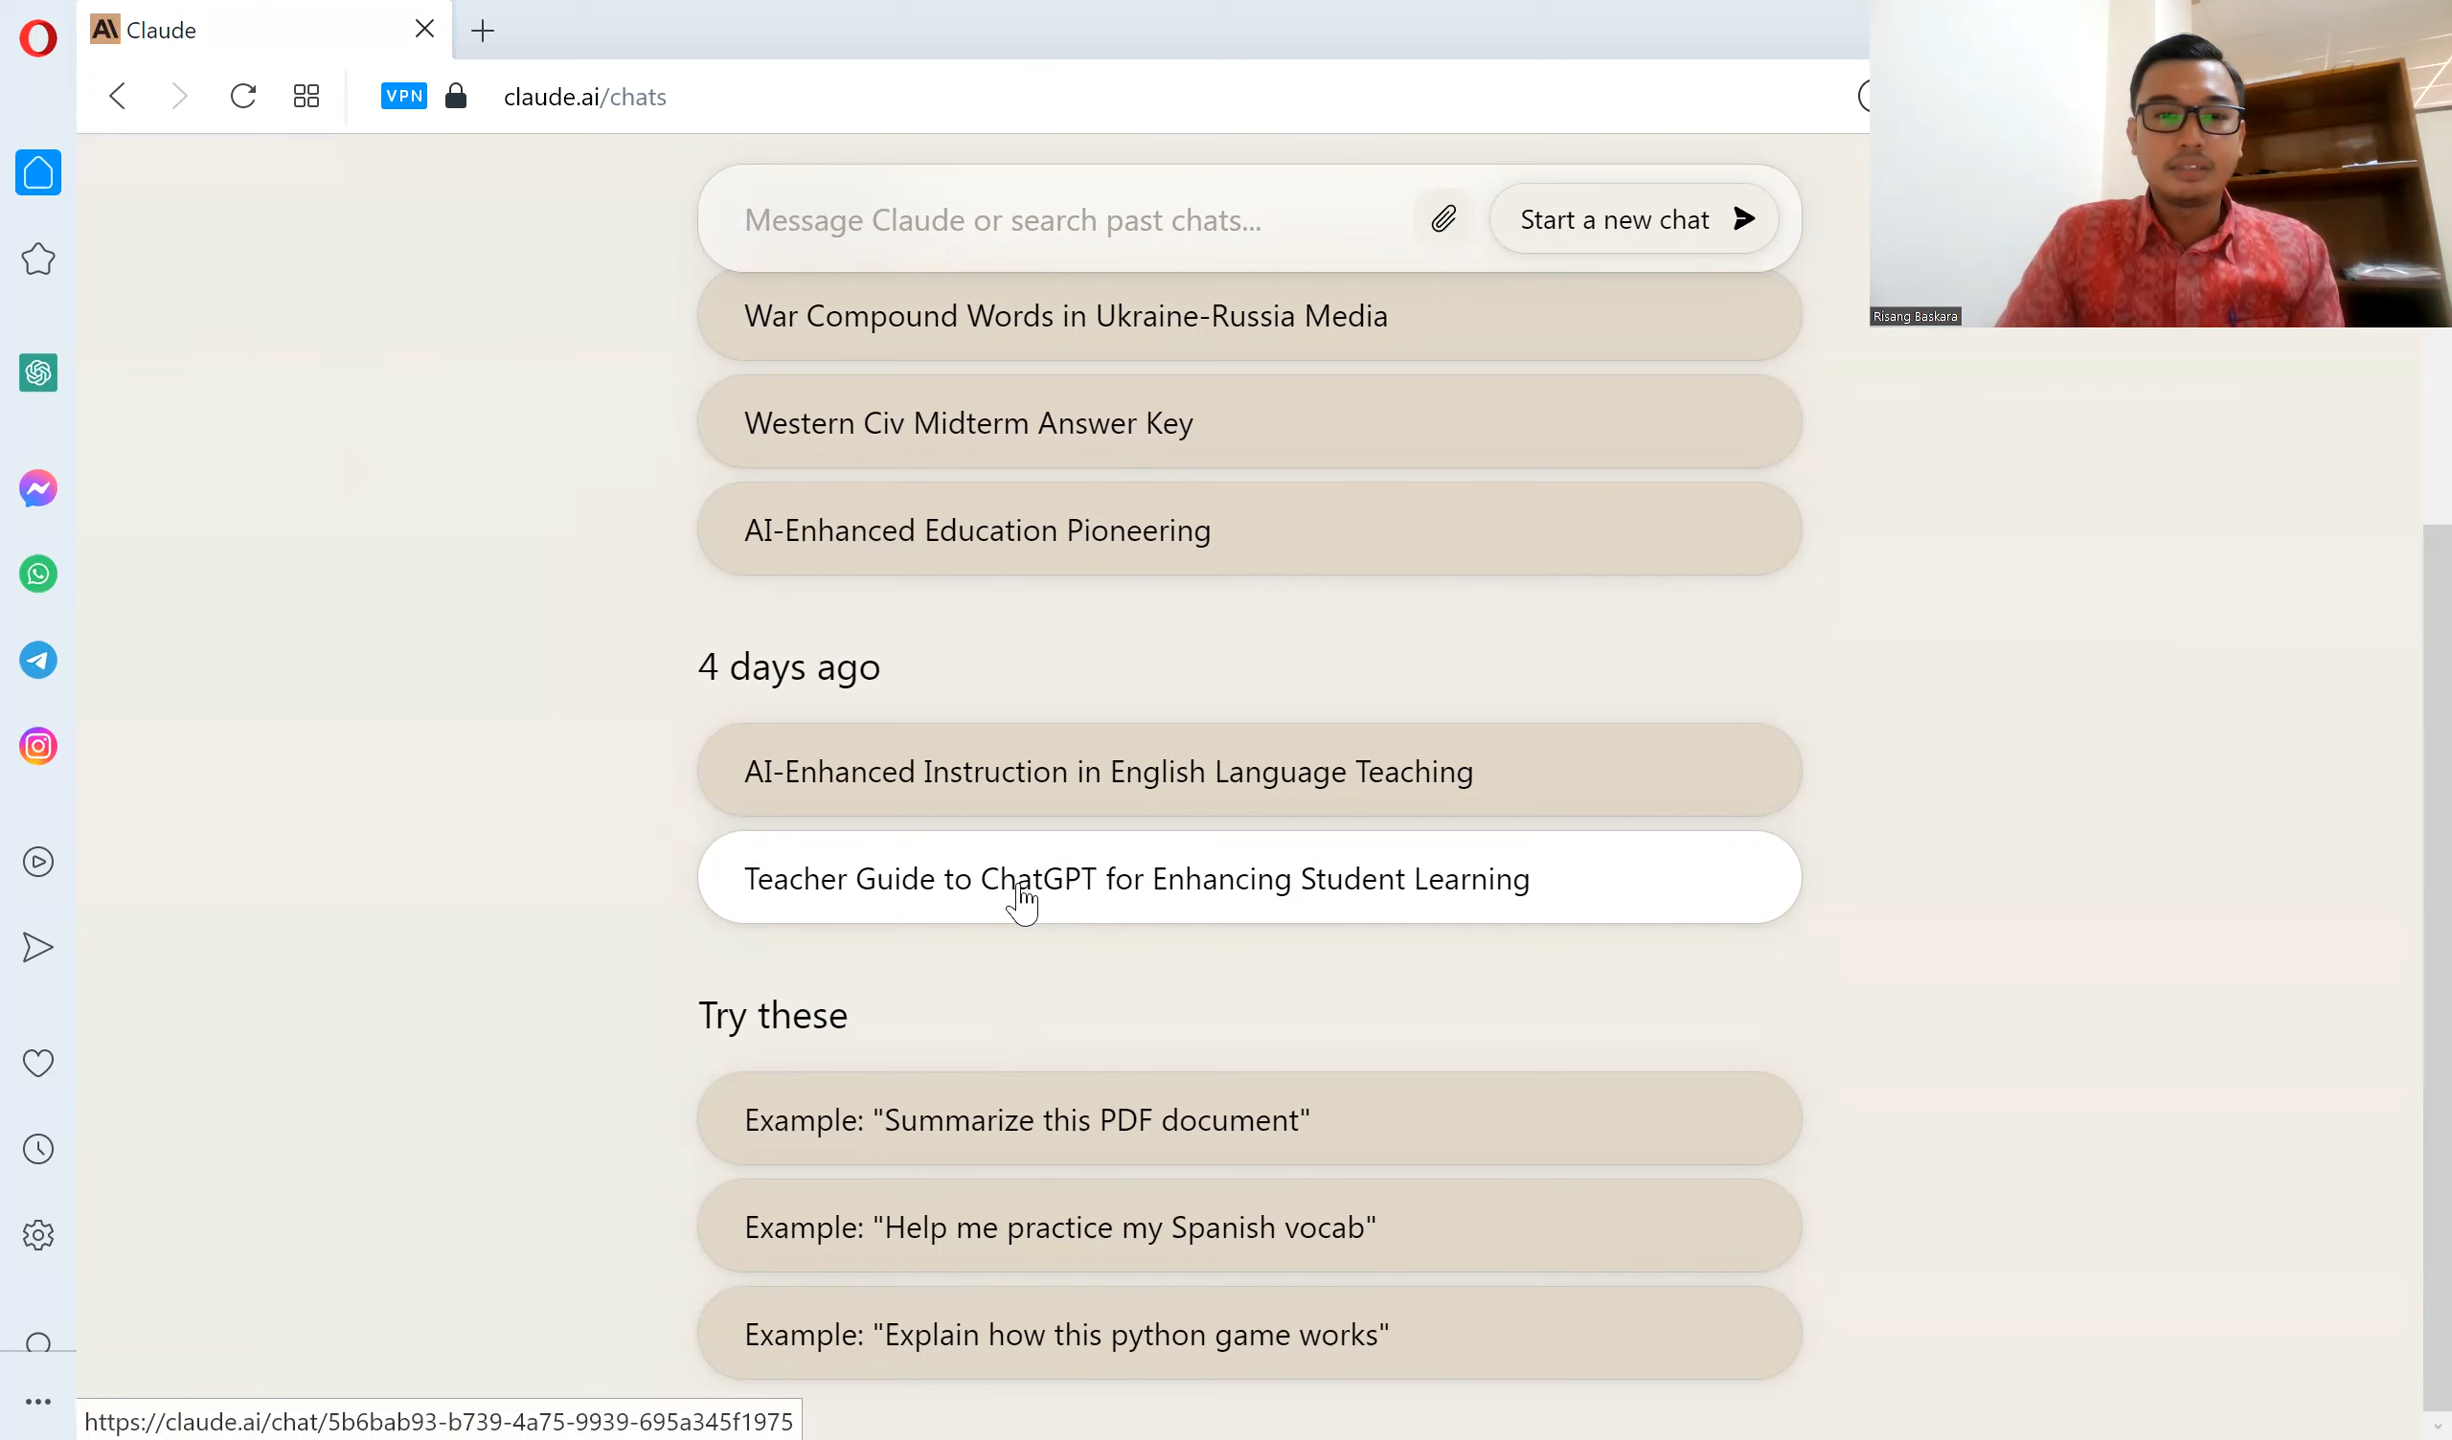 Claude
VPN
claude.ai/chats
Message Claude or search past chats...
Start a new chat
Risang Baskara
War Compound Words in Ukraine-Russia Media
Western Civ Midterm Answer Key
AI-Enhanced Education Pioneering
4 days ago
AI-Enhanced Instruction in English Language Teaching
Teacher Guide to ChatGPT for Enhancing Student Learning
Try these
Example: "Summarize this PDF document"
Example: "Help me practice my Spanish vocab"
Example: "Explain how this python game works"
https://claude.ai/chat/5b6bab93-b739-4a75-9939-695a345f1975